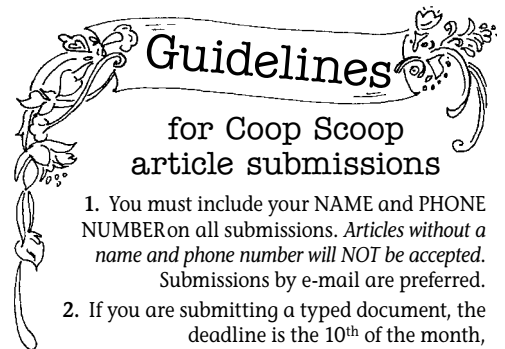 Guidelines
for Coop Scoop
article submissions
1. You must include your NAME and PHONE
NUMBERon all submissions. Articles without a
name and phone number will NOT be accepted.
Submissions by e-mail are preferred.
2. If you are submitting a typed document, the
deadline is the 10th of the month,